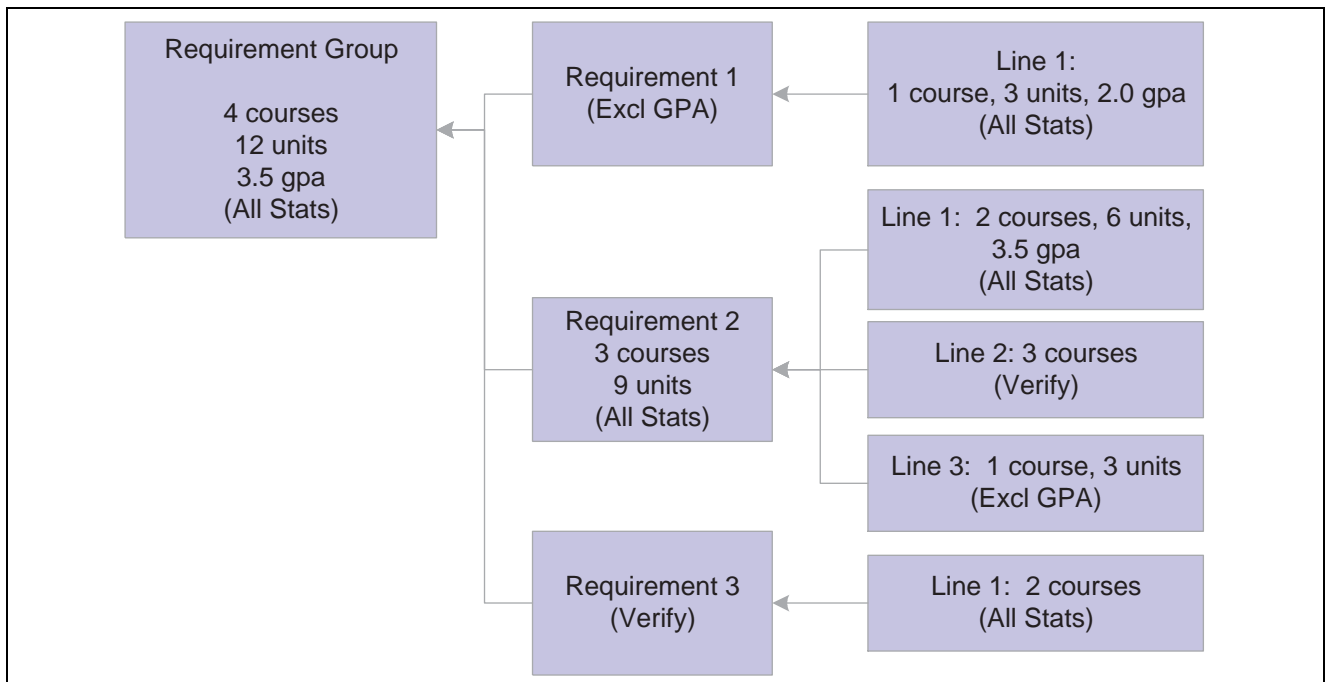 Requirement Group
4 courses
12 units
3.5 gpa
(All Stats)
Requirement 1
(Excl GPA)
Line 1:
1 course, 3 units, 2.0 gpa
(All Stats)
Requirement 2
3 courses
9 units
(All Stats)
Line 1:  2 courses, 6 units,
3.5 gpa
(All Stats)
Line 2: 3 courses
(Verify)
Line 3:  1 course, 3 units
(Excl GPA)
Requirement 3
(Verify)
Line 1:  2 courses
(All Stats)